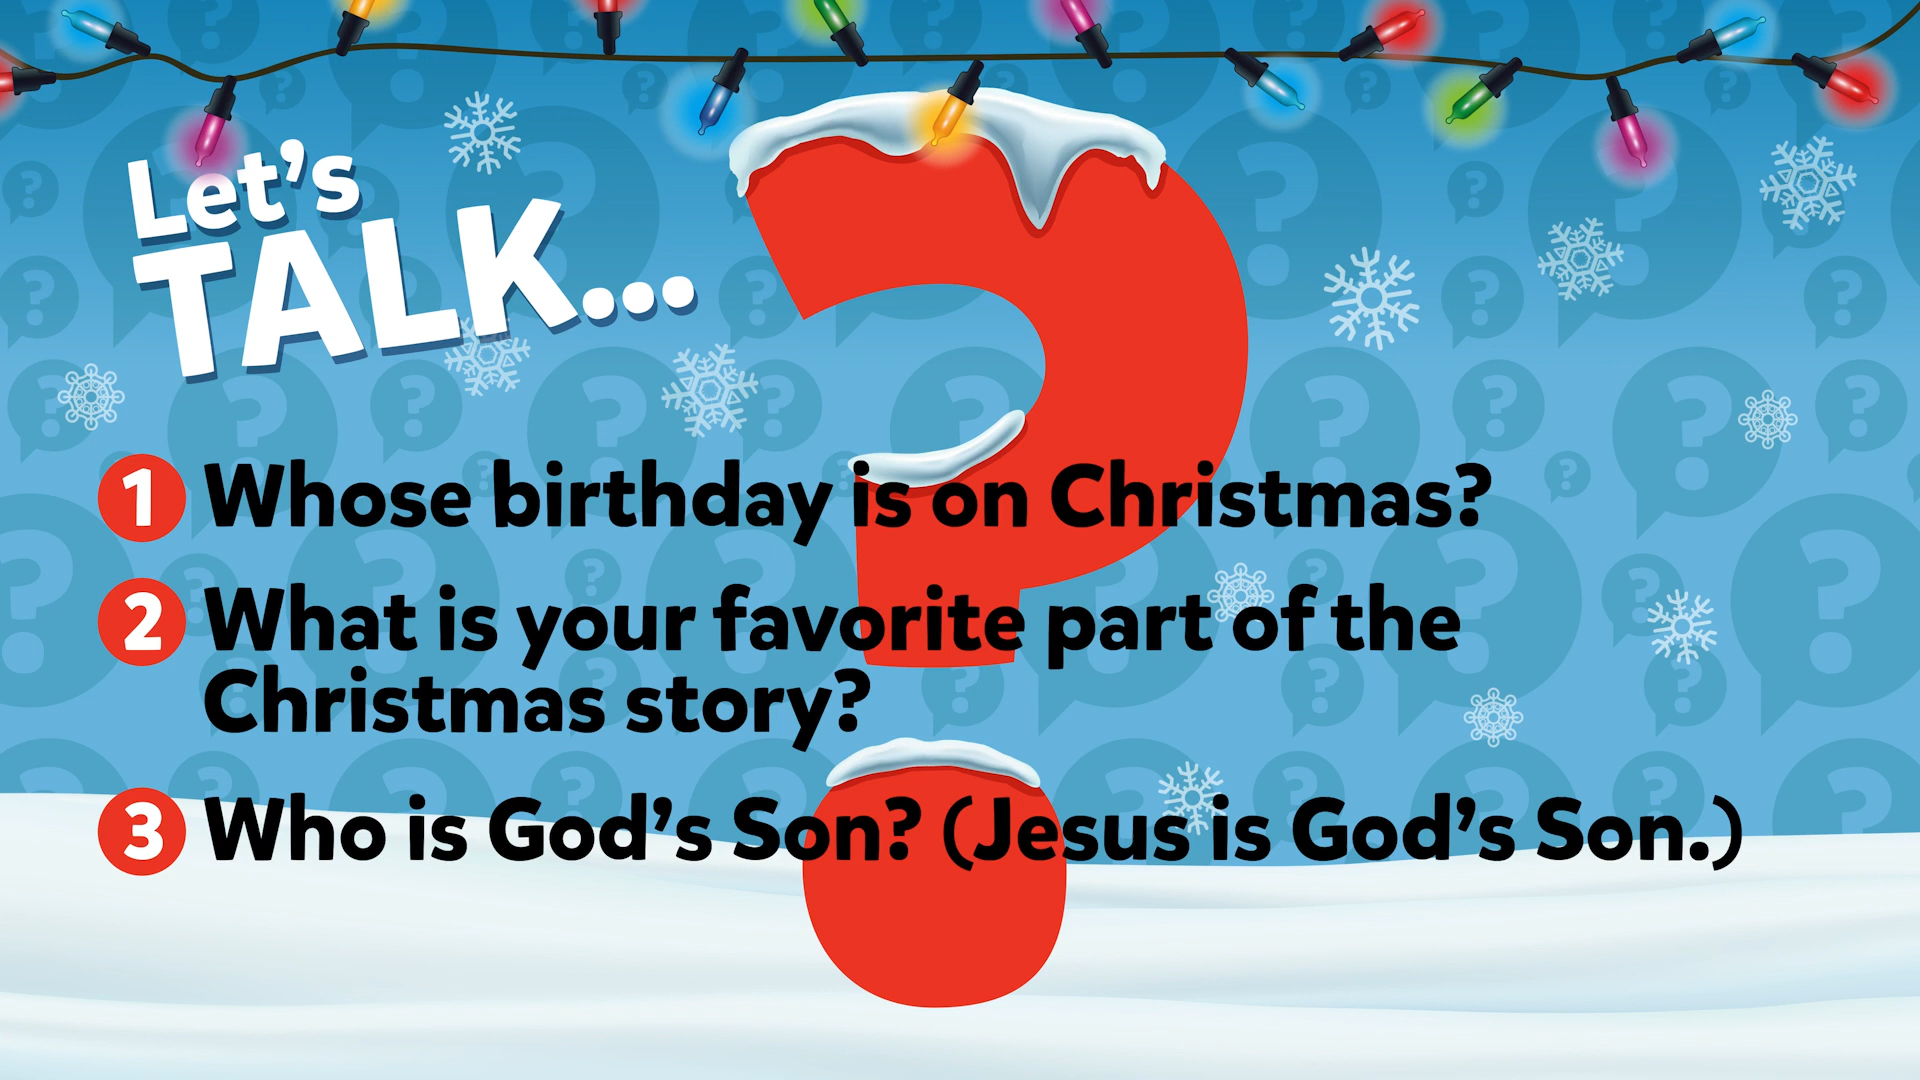 Let's
TALK...
1 Whose birthday is on Christmas?
2 What is your favorite part of the
Christmas story?
3 Who is God's Son? (Jesus is God's Son.)